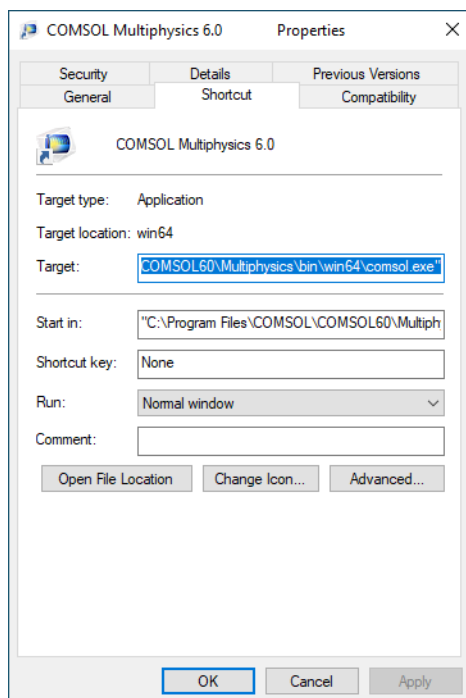 COMSOL Multiphysics 6.0 Properties
Security Details Previous Versions
General Shortcut Compatibility
COMSOL Multiphysics 6.0
Target type: Application
Target location: win64
Target: COMSOL60\Multiphysics\bin\win64\comsol.exe"
Start in: "C:\Program Files\COMSOL\COMSOL60\Multiph
Shortcut key: None
Run: Normal window
Comment:
Open File Location Change Icon... Advanced...
OK Cancel Apply